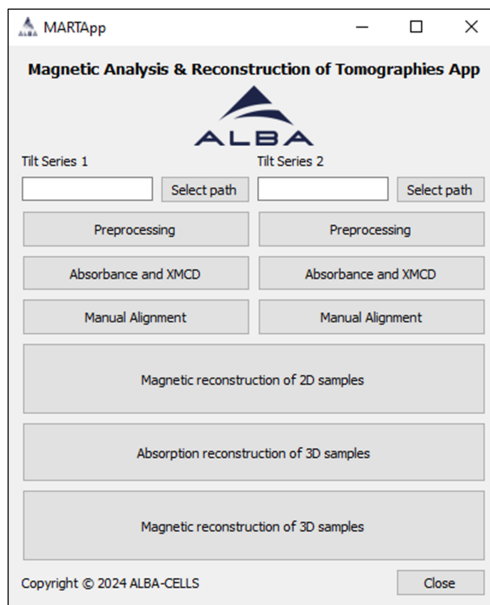 ALBA MARTApp
Magnetic Analysis & Reconstruction of Tomographies App
ALBA
Tilt Series 1 Tilt Series 2
Select path Select path
Preprocessing Preprocessing
Absorbance and XMCD Absorbance and XMCD
Manual Alignment Manual Alignment
Magnetic reconstruction of 2D samples
Absorption reconstruction of 3D samples
Magnetic reconstruction of 3D samples
Copyright © 2024 ALBA-CELLS Close